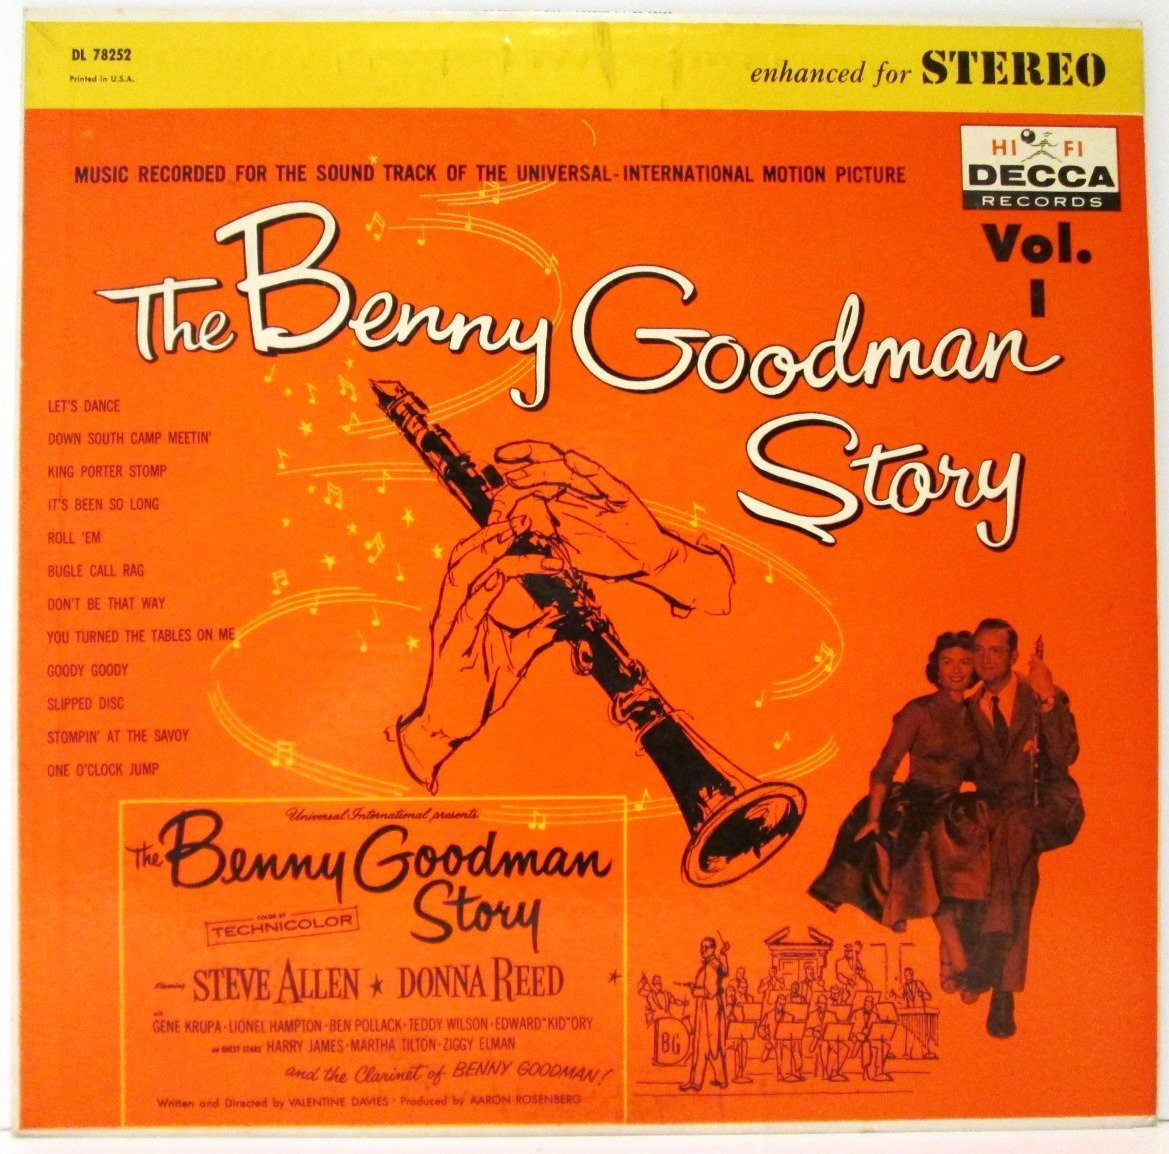 DL 78252
Printed in U.S.A.
enhanced for STEREO
HI FI
DECCA
RECORDS
MUSIC RECORDED FOR THE SOUND TRACK OF THE UNIVERSAL-INTERNATIONAL MOTION PICTURE
Vol.
I
The Benny Goodman
Story
LET'S DANCE
DOWN SOUTH CAMP MEETIN'
KING PORTER STOMP
IT'S BEEN SO LONG
ROLL 'EM
BUGLE CALL RAG
DON'T BE THAT WAY
YOU TURNED THE TABLES ON ME
GOODY GOODY
SLIPPED DISC
STOMPIN' AT THE SAVOY
ONE O'CLOCK JUMP
Universal International presents
The Benny Goodman
Story
COLOR BY
TECHNICOLOR
Starring STEVE ALLEN ★ DONNA REED
with
GENE KRUPA · LIONEL HAMPTON · BEN POLLACK · TEDDY WILSON · EDWARD "KID" ORY
and GUEST STARS HARRY JAMES · MARTHA TILTON · ZIGGY ELMAN
and the Clarinet of BENNY GOODMAN!
Written and Directed by VALENTINE DAVIES · Produced by AARON ROSENBERG
BG